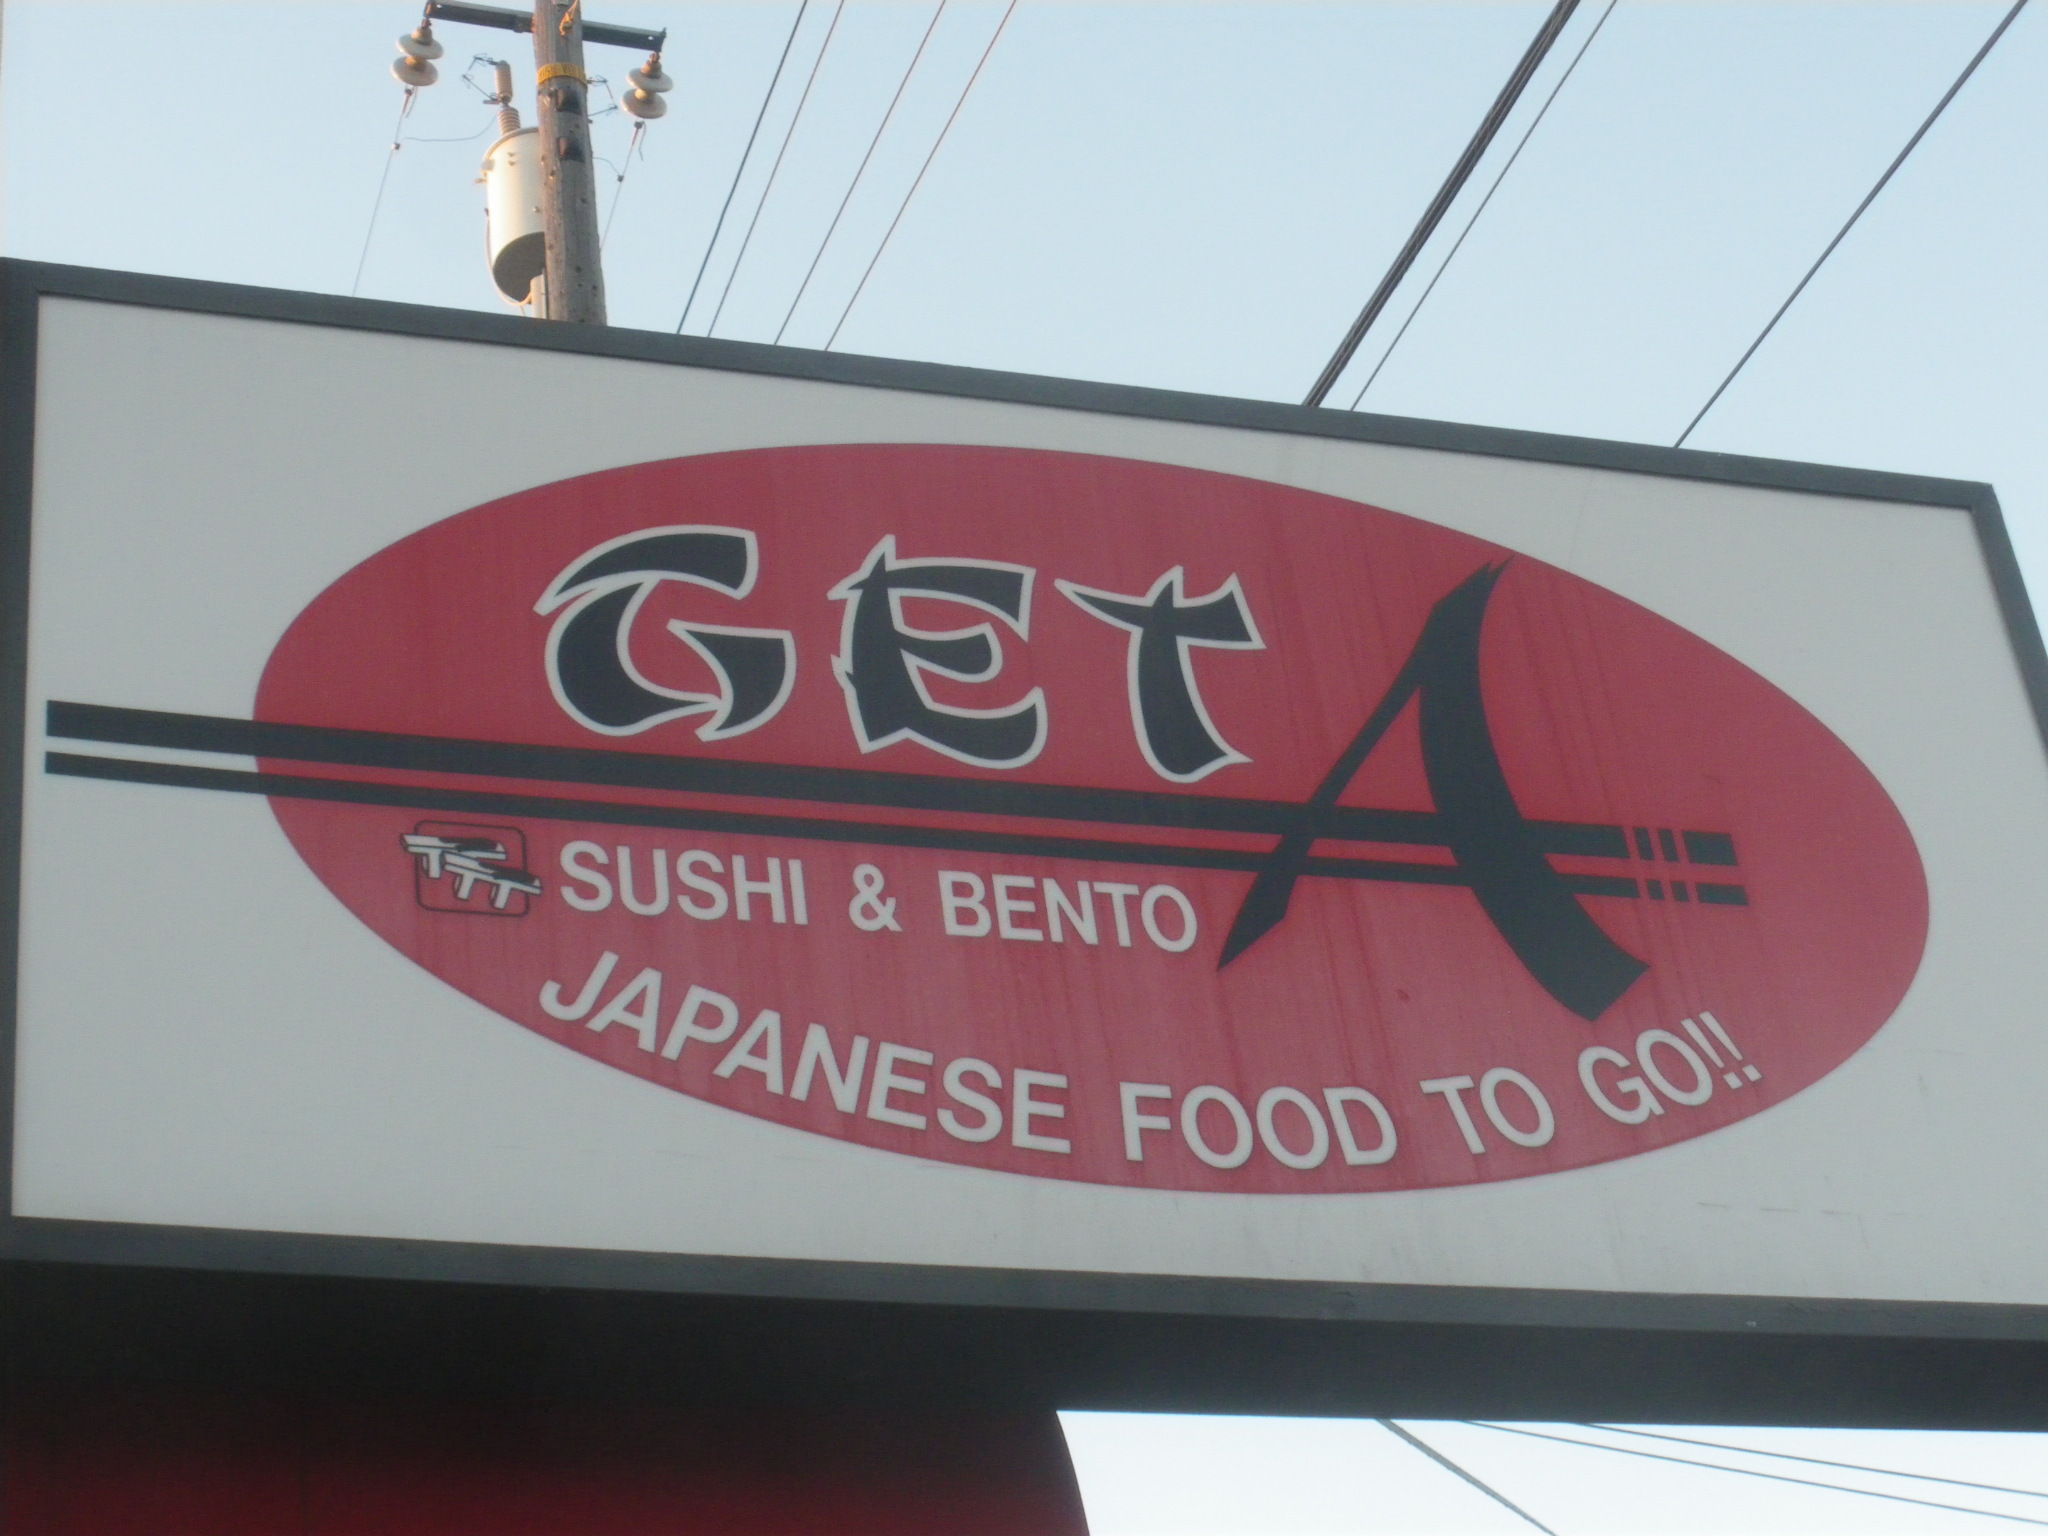 GETA
SUSHI & BENTO
JAPANESE FOOD TO GO!!